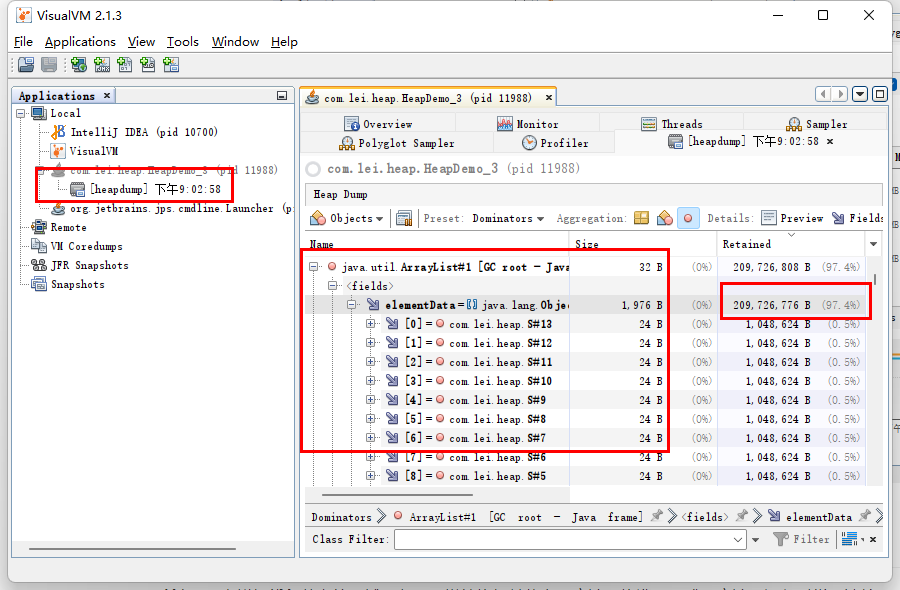 VisualVM 2.1.3
File Applications View Tools Window Help
Applications ×
Local
IntelliJ IDEA (pid 10700)
VisualVM
com.lei.heap.HeapDemo_3 (pid 11988)
[heapdump] 下午9:02:58
org.jetbrains.jps.cmdline.Launcher (p
Remote
VM Coredumps
JFR Snapshots
Snapshots
com.lei.heap.HeapDemo_3 (pid 11988) ×
Overview Monitor Threads Sampler
Polyglot Sampler Profiler [heapdump] 下午9:02:58 ×
com.lei.heap.HeapDemo_3 (pid 11988)
Heap Dump
Objects Preset: Dominators Aggregation: Details: Preview Fields
Name Size Retained
java.util.ArrayList#1 [GC root - Java 32 B (0%) 209,726,808 B (97.4%)
<fields>
elementData = [] java.lang.Obje 1,976 B (0%) 209,726,776 B (97.4%)
[0] = com.lei.heap.S#13 24 B (0%) 1,048,624 B (0.5%)
[1] = com.lei.heap.S#12 24 B (0%) 1,048,624 B (0.5%)
[2] = com.lei.heap.S#11 24 B (0%) 1,048,624 B (0.5%)
[3] = com.lei.heap.S#10 24 B (0%) 1,048,624 B (0.5%)
[4] = com.lei.heap.S#9 24 B (0%) 1,048,624 B (0.5%)
[5] = com.lei.heap.S#8 24 B (0%) 1,048,624 B (0.5%)
[6] = com.lei.heap.S#7 24 B (0%) 1,048,624 B (0.5%)
[7] = com.lei.heap.S#6 24 B (0%) 1,048,624 B (0.5%)
[8] = com.lei.heap.S#5 24 B (0%) 1,048,624 B (0.5%)
Dominators ArrayList#1 [GC root - Java frame] <fields> elementData
Class Filter: Filter